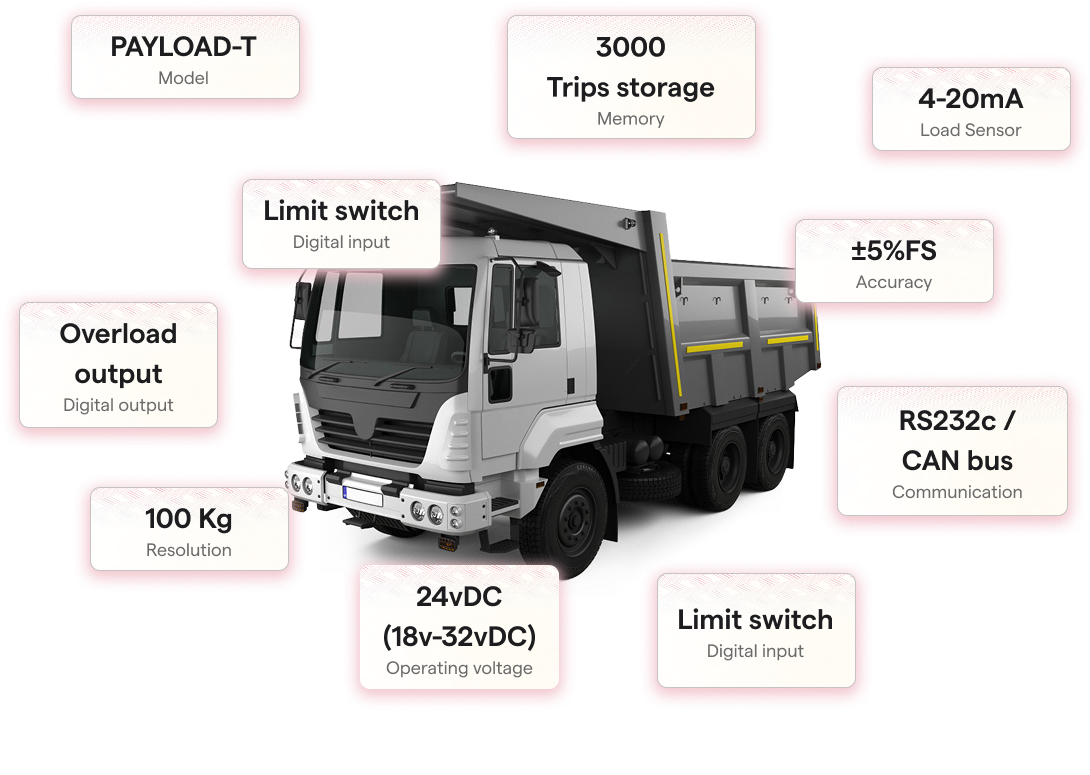 PAYLOAD-T
Model
3000
Trips storage
Memory
4-20mA
Load Sensor
Limit switch
Digital input
±5%FS
Accuracy
Overload
output
Digital output
RS232c /
CAN bus
Communication
100 Kg
Resolution
24vDC
(18v-32vDC)
Operating voltage
Limit switch
Digital input